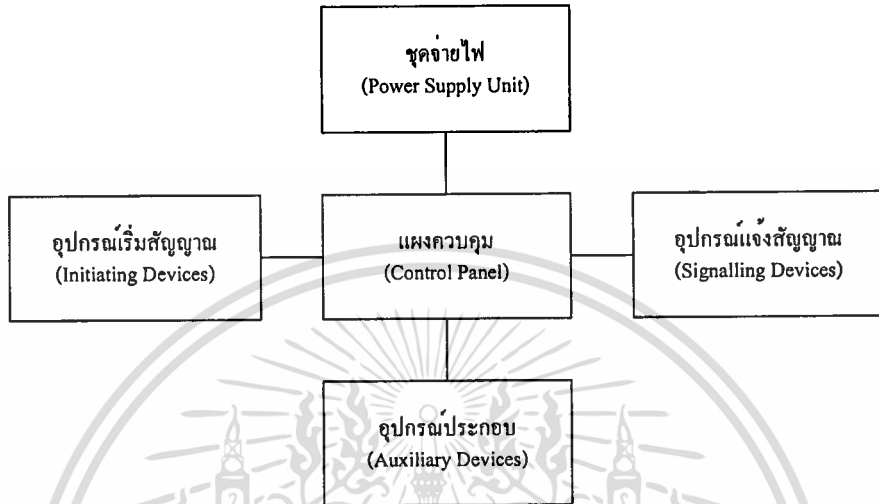 ชุดจ่ายไฟ
(Power Supply Unit)
อุปกรณ์เริ่มสัญญาณ
(Initiating Devices)
แผงควบคุม
(Control Panel)
อุปกรณ์แจ้งสัญญาณ
(Signalling Devices)
อุปกรณ์ประกอบ
(Auxiliary Devices)